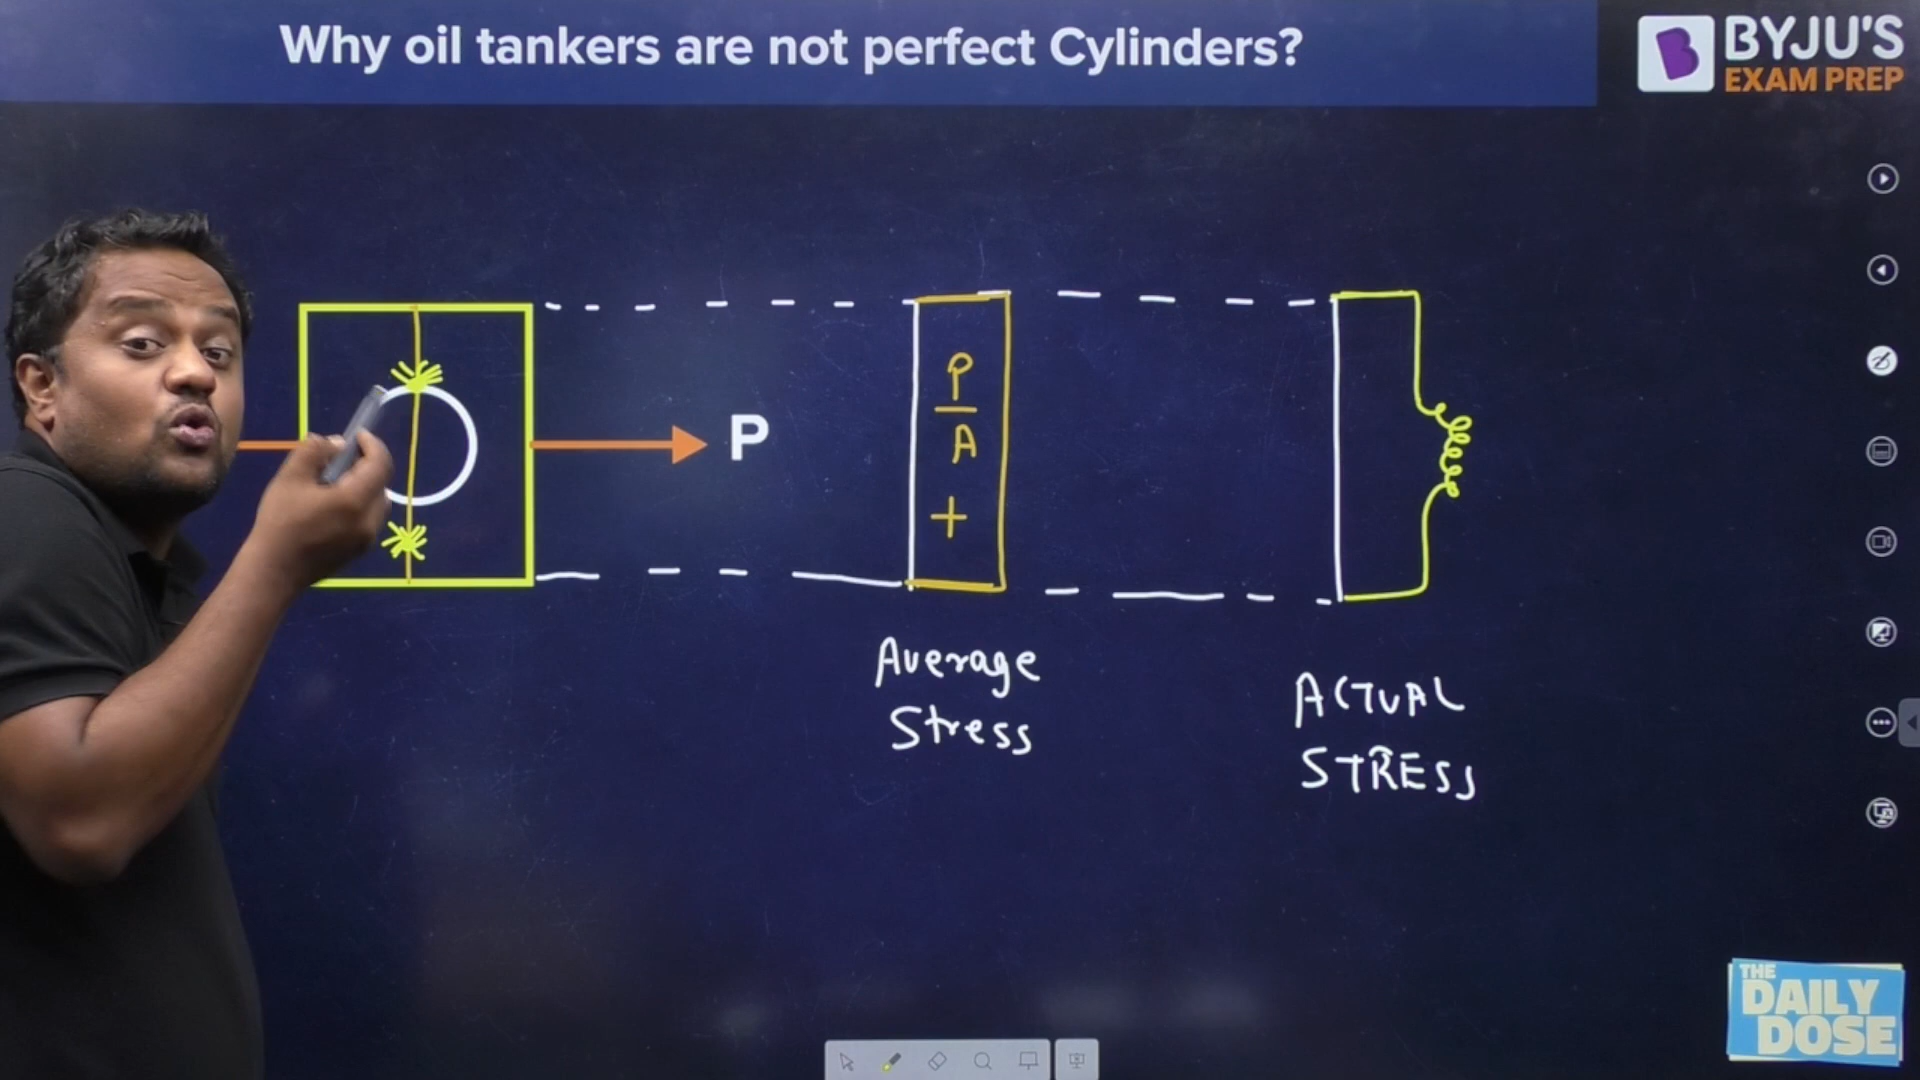 Why oil tankers are not perfect Cylinders?
BYJU'S
EXAM PREP
P
P
A
+
Average
Stress
ACTUAL
STRESS
THE
DAILY
DOSE